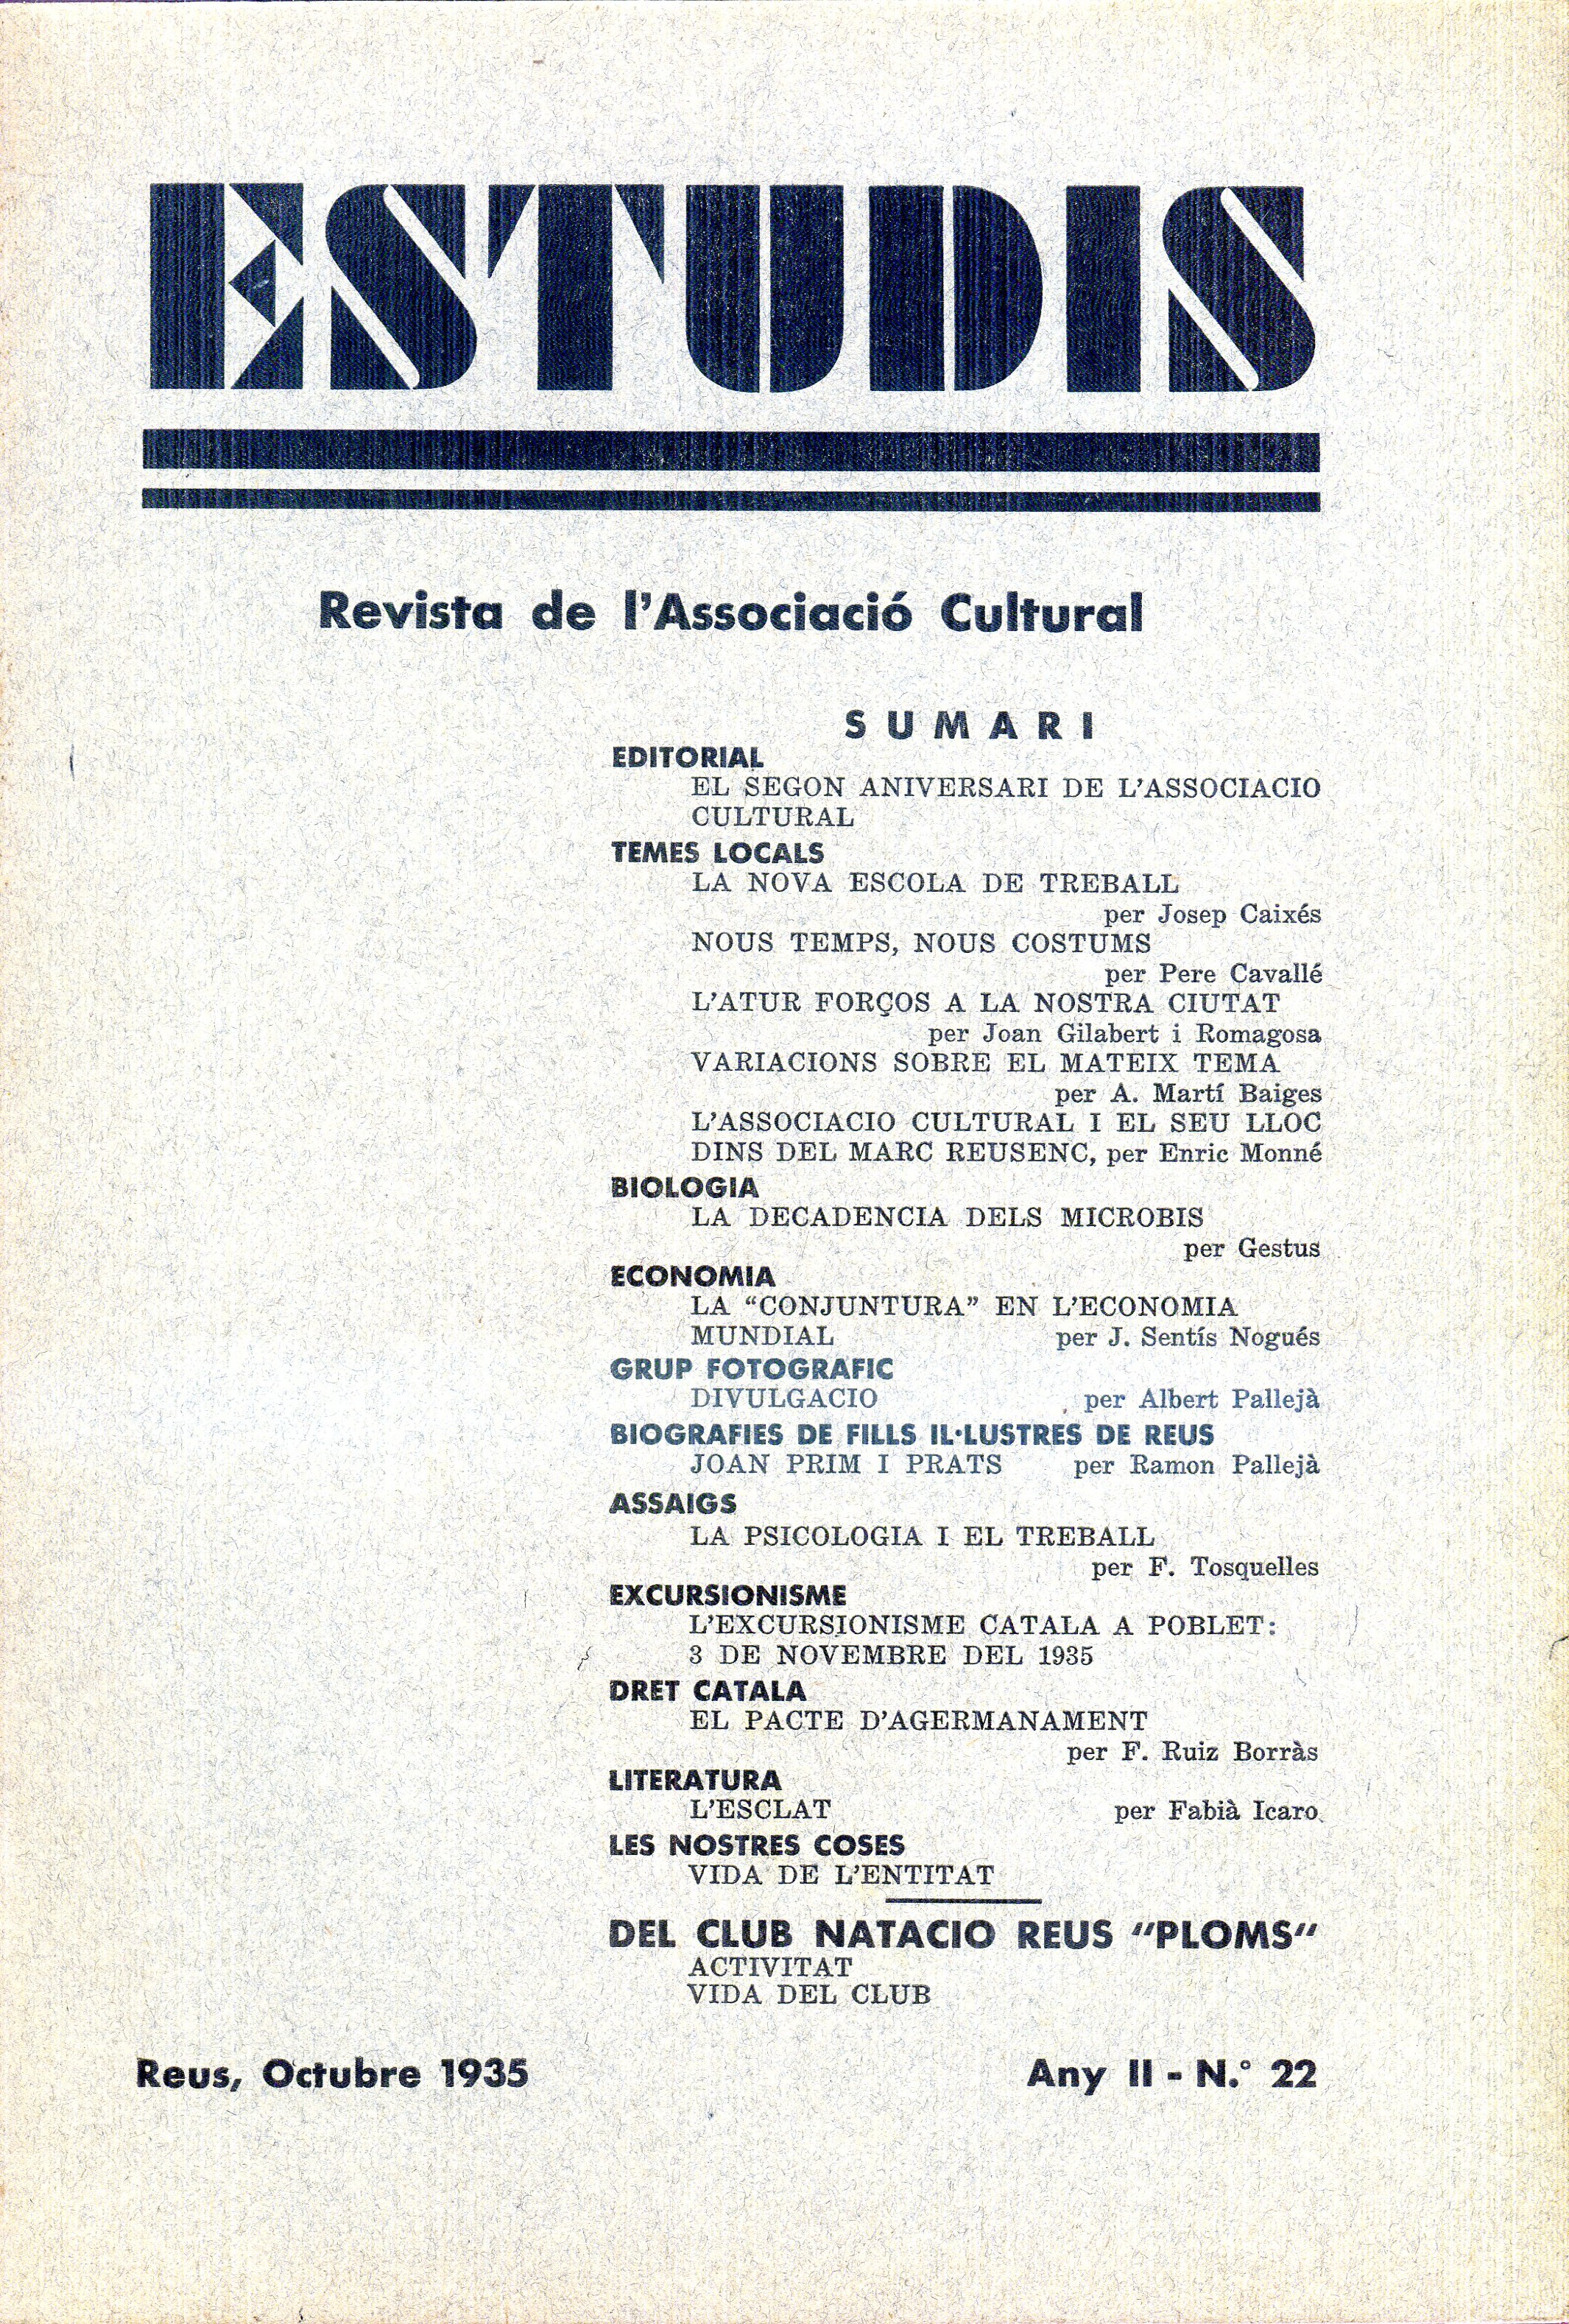 ESTUDIS
Revista de l'Associació Cultural
SUMARI
EDITORIAL
EL SEGON ANIVERSARI DE L'ASSOCIACIO
CULTURAL
TEMES LOCALS
LA NOVA ESCOLA DE TREBALL
per Josep Caixés
NOUS TEMPS, NOUS COSTUMS
per Pere Cavallé
L'ATUR FORÇOS A LA NOSTRA CIUTAT
per Joan Gilabert i Romagosa
VARIACIONS SOBRE EL MATEIX TEMA
per A. Martí Baiges
L'ASSOCIACIO CULTURAL I EL SEU LLOC
DINS DEL MARC REUSENC, per Enric Monné
BIOLOGIA
LA DECADENCIA DELS MICROBIS
per Gestus
ECONOMIA
LA “CONJUNTURA” EN L'ECONOMIA
MUNDIAL per J. Sentís Nogués
GRUP FOTOGRAFIC
DIVULGACIO per Albert Pallejà
BIOGRAFIES DE FILLS IL·LUSTRES DE REUS
JOAN PRIM I PRATS per Ramon Pallejà
ASSAIGS
LA PSICOLOGIA I EL TREBALL
per F. Tosquelles
EXCURSIONISME
L'EXCURSIONISME CATALA A POBLET:
3 DE NOVEMBRE DEL 1935
DRET CATALA
EL PACTE D'AGERMANAMENT
per F. Ruiz Borràs
LITERATURA
L'ESCLAT per Fabià Icaro
LES NOSTRES COSES
VIDA DE L'ENTITAT
DEL CLUB NATACIO REUS “PLOMS“
ACTIVITAT
VIDA DEL CLUB
Reus, Octubre 1935
Any II - N.° 22